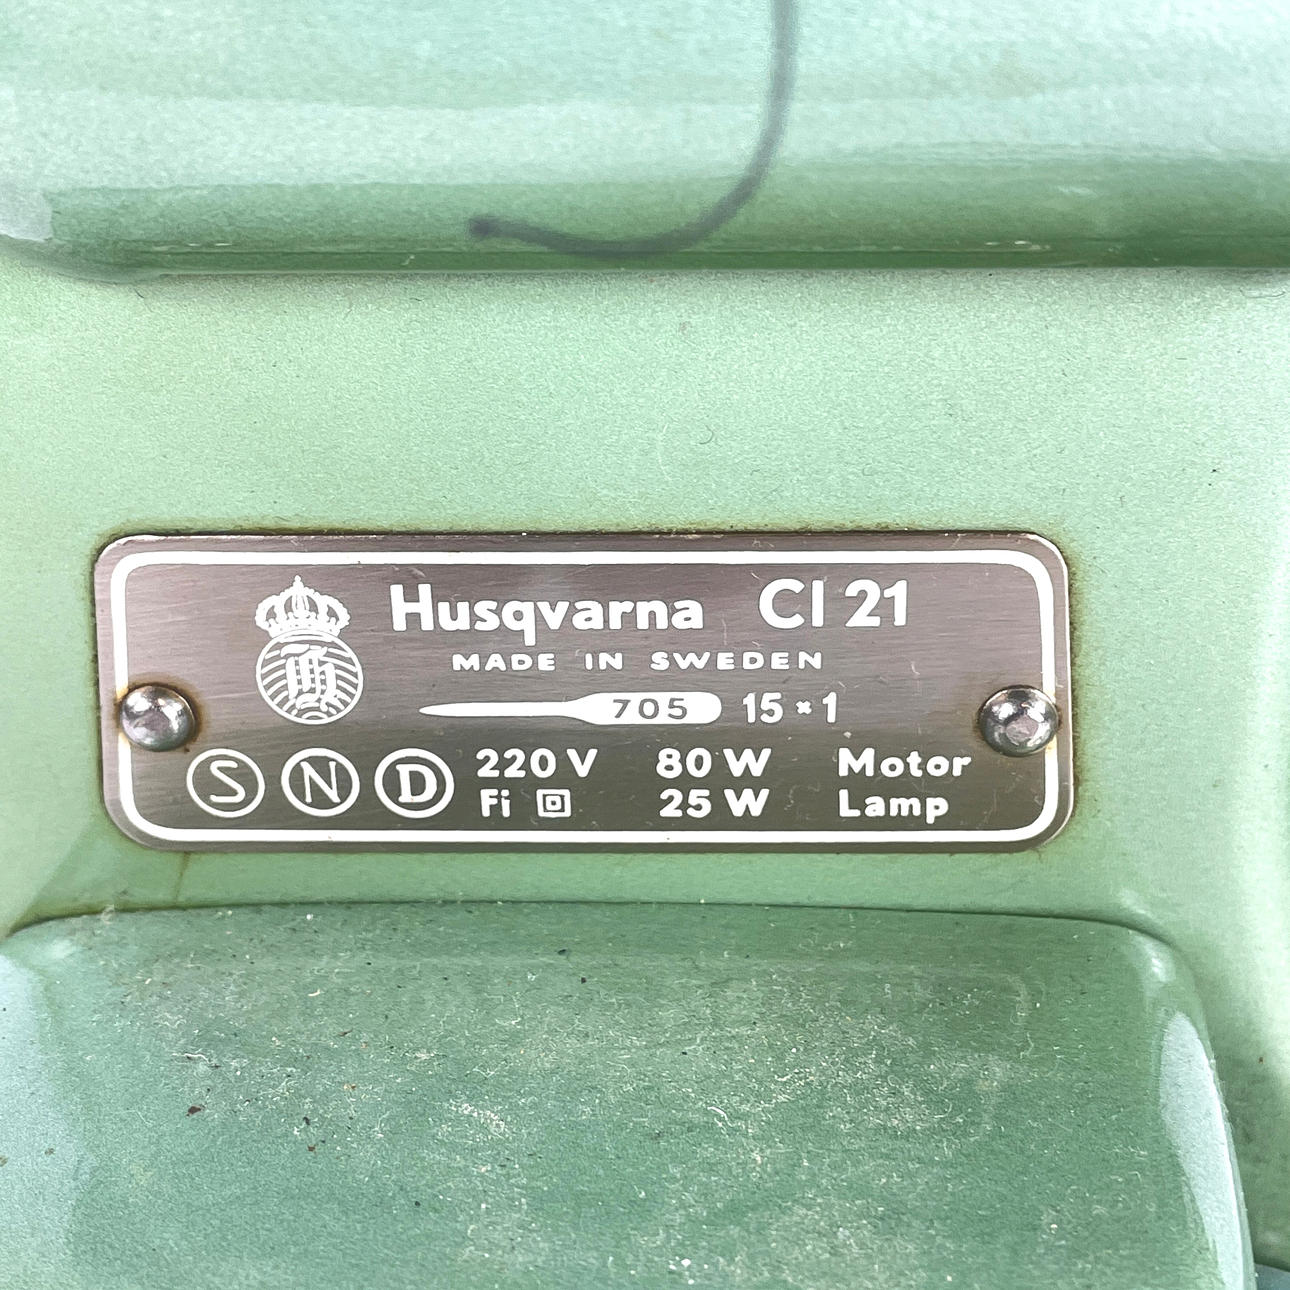 Husqvarna Cl 21
MADE IN SWEDEN
705 15×1
S N D 220 V 80 W Motor
Fi 25 W Lamp